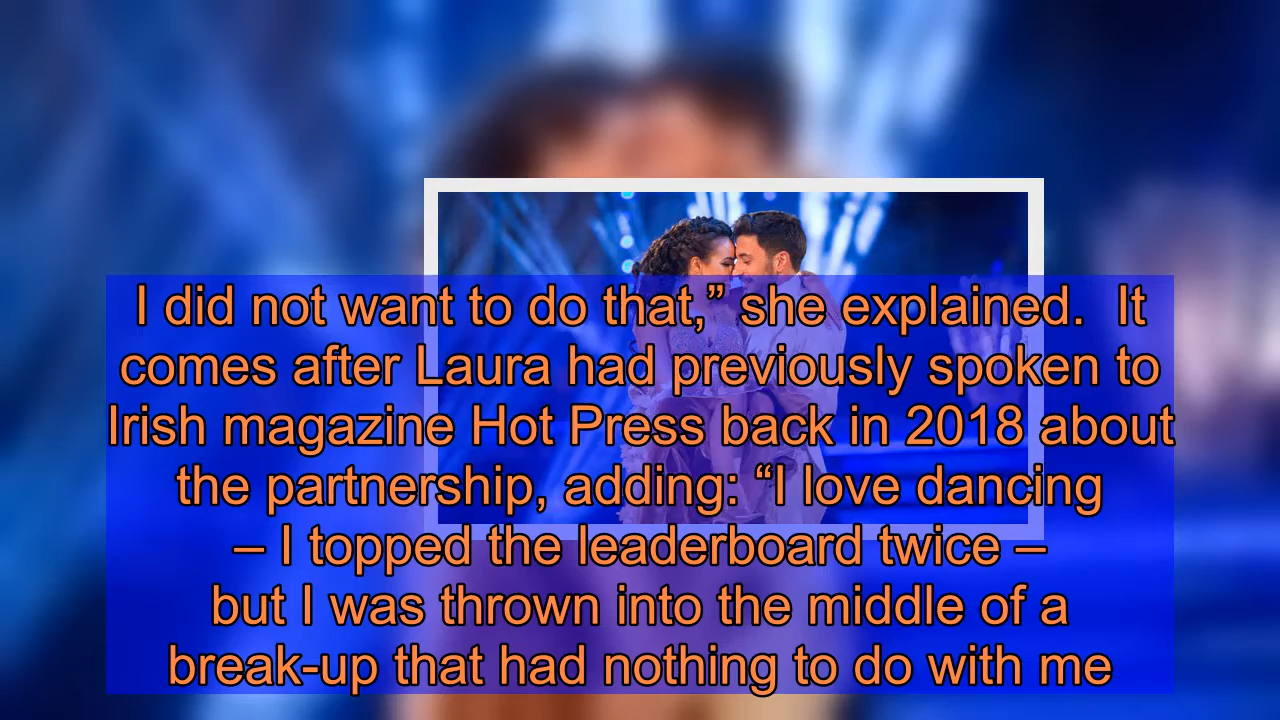 I did not want to do that,” she explained.  It
comes after Laura had previously spoken to
Irish magazine Hot Press back in 2018 about
the partnership, adding: “I love dancing
– I topped the leaderboard twice –
but I was thrown into the middle of a
break-up that had nothing to do with me